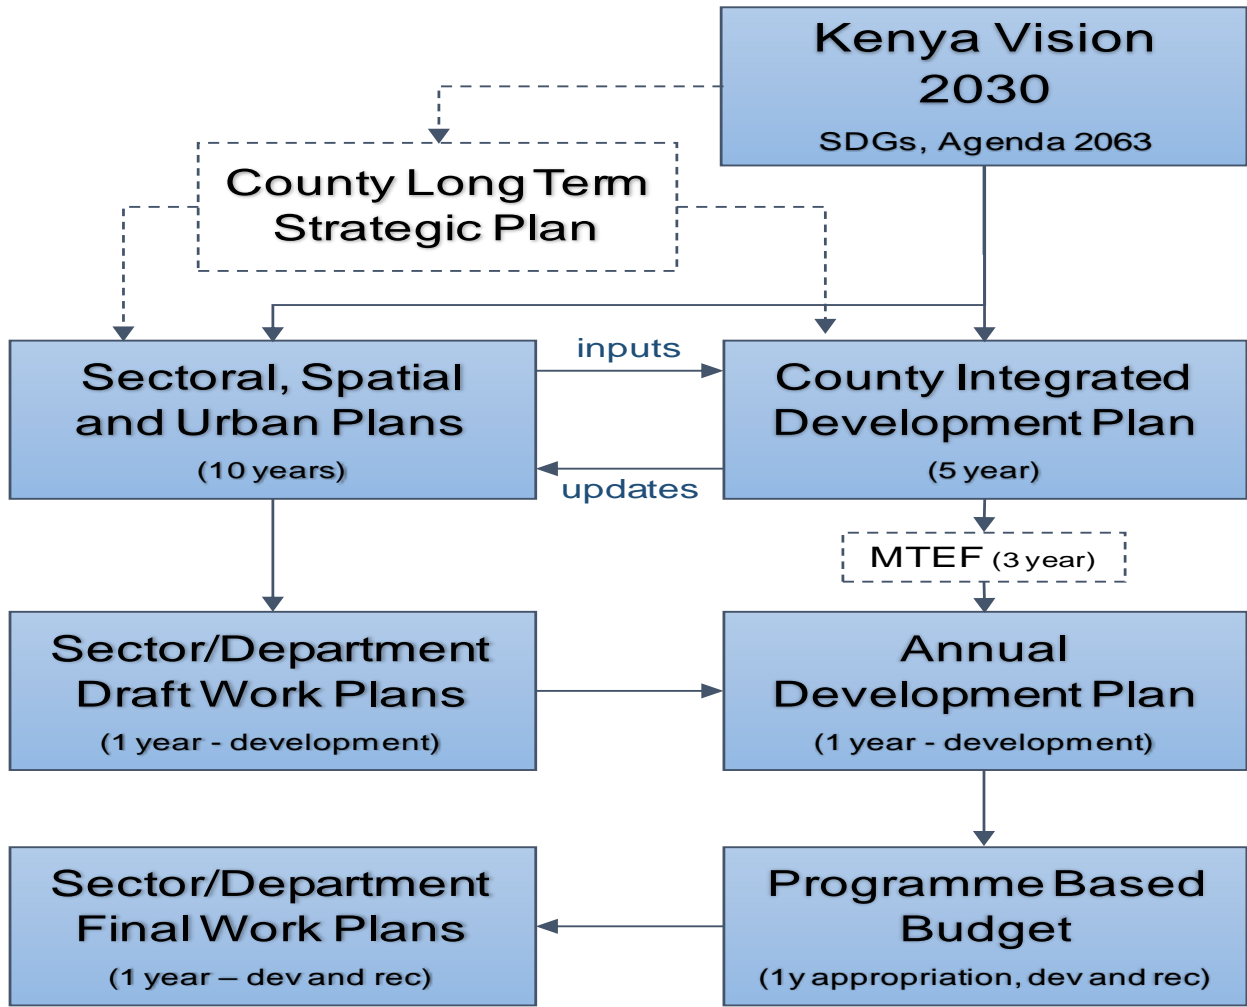 Kenya Vision
2030
SDGs, Agenda 2063
County Long Term
Strategic Plan
Sectoral, Spatial
and Urban Plans
(10 years)
inputs
updates
County Integrated
Development Plan
(5 year)
MTEF (3 year)
Sector/Department
Draft Work Plans
(1 year - development)
Annual
Development Plan
(1 year - development)
Sector/Department
Final Work Plans
(1 year – dev and rec)
Programme Based
Budget
(1y appropriation, dev and rec)